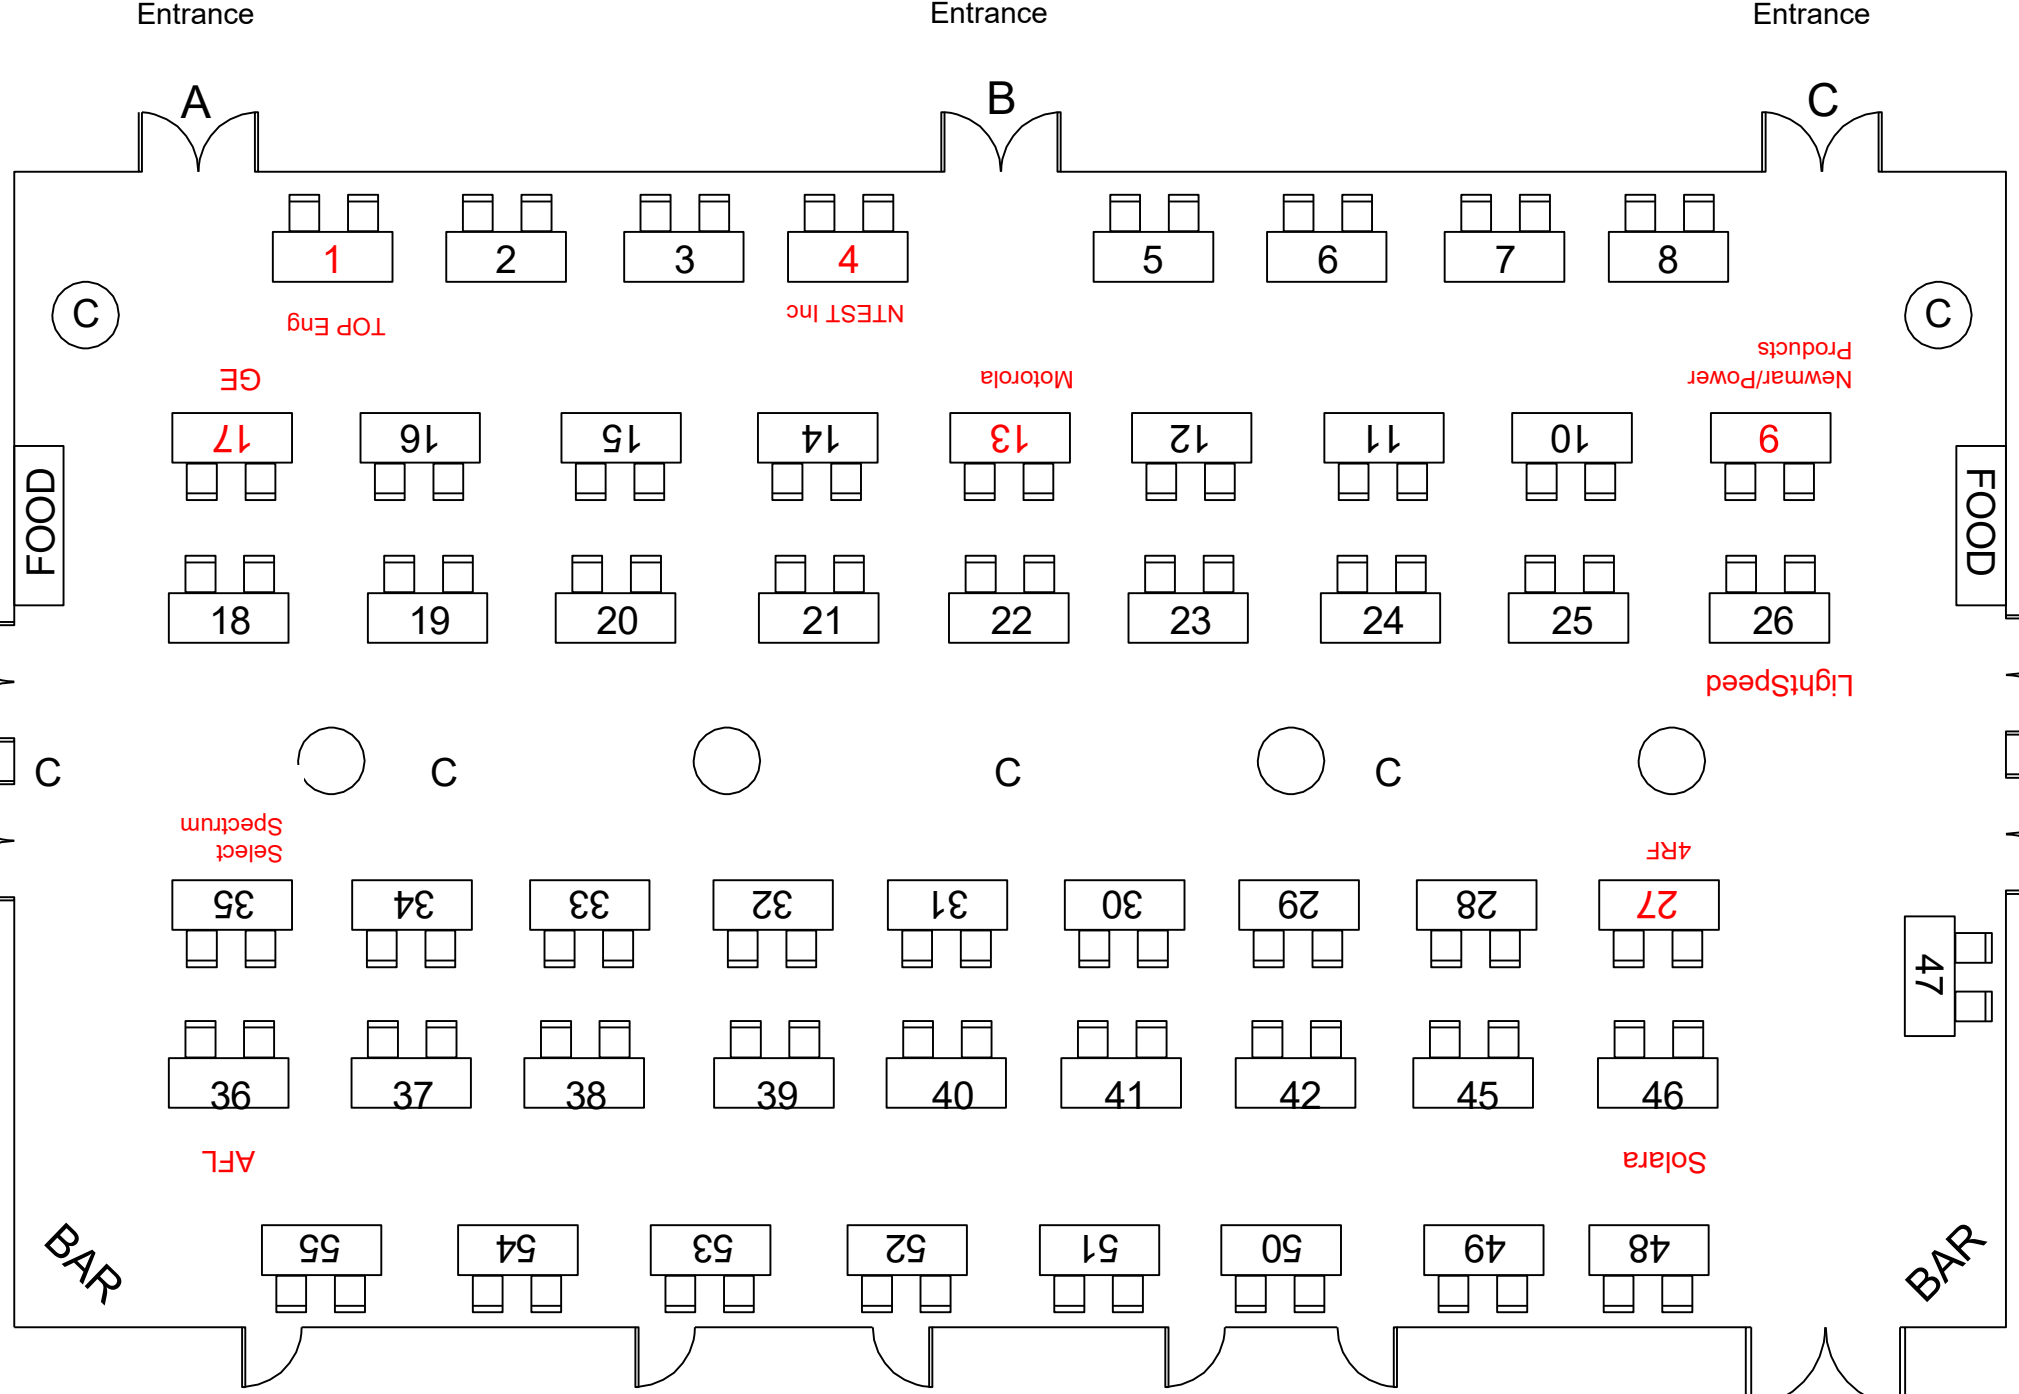 Entrance
Entrance
Entrance
A
B
C
1
2
3
4
5
6
7
8
C
C
TOP Eng
NTEST Inc
GE
Motorola
Newmar/Power
Products
17
16
15
14
13
12
11
10
9
FOOD
FOOD
18
19
20
21
22
23
24
25
26
LightSpeed
C
C
C
C
Select
Spectrum
4RF
35
34
33
32
31
30
29
28
27
47
36
37
38
39
40
41
42
45
46
AFL
Solara
BAR
BAR
55
54
53
52
51
50
49
48